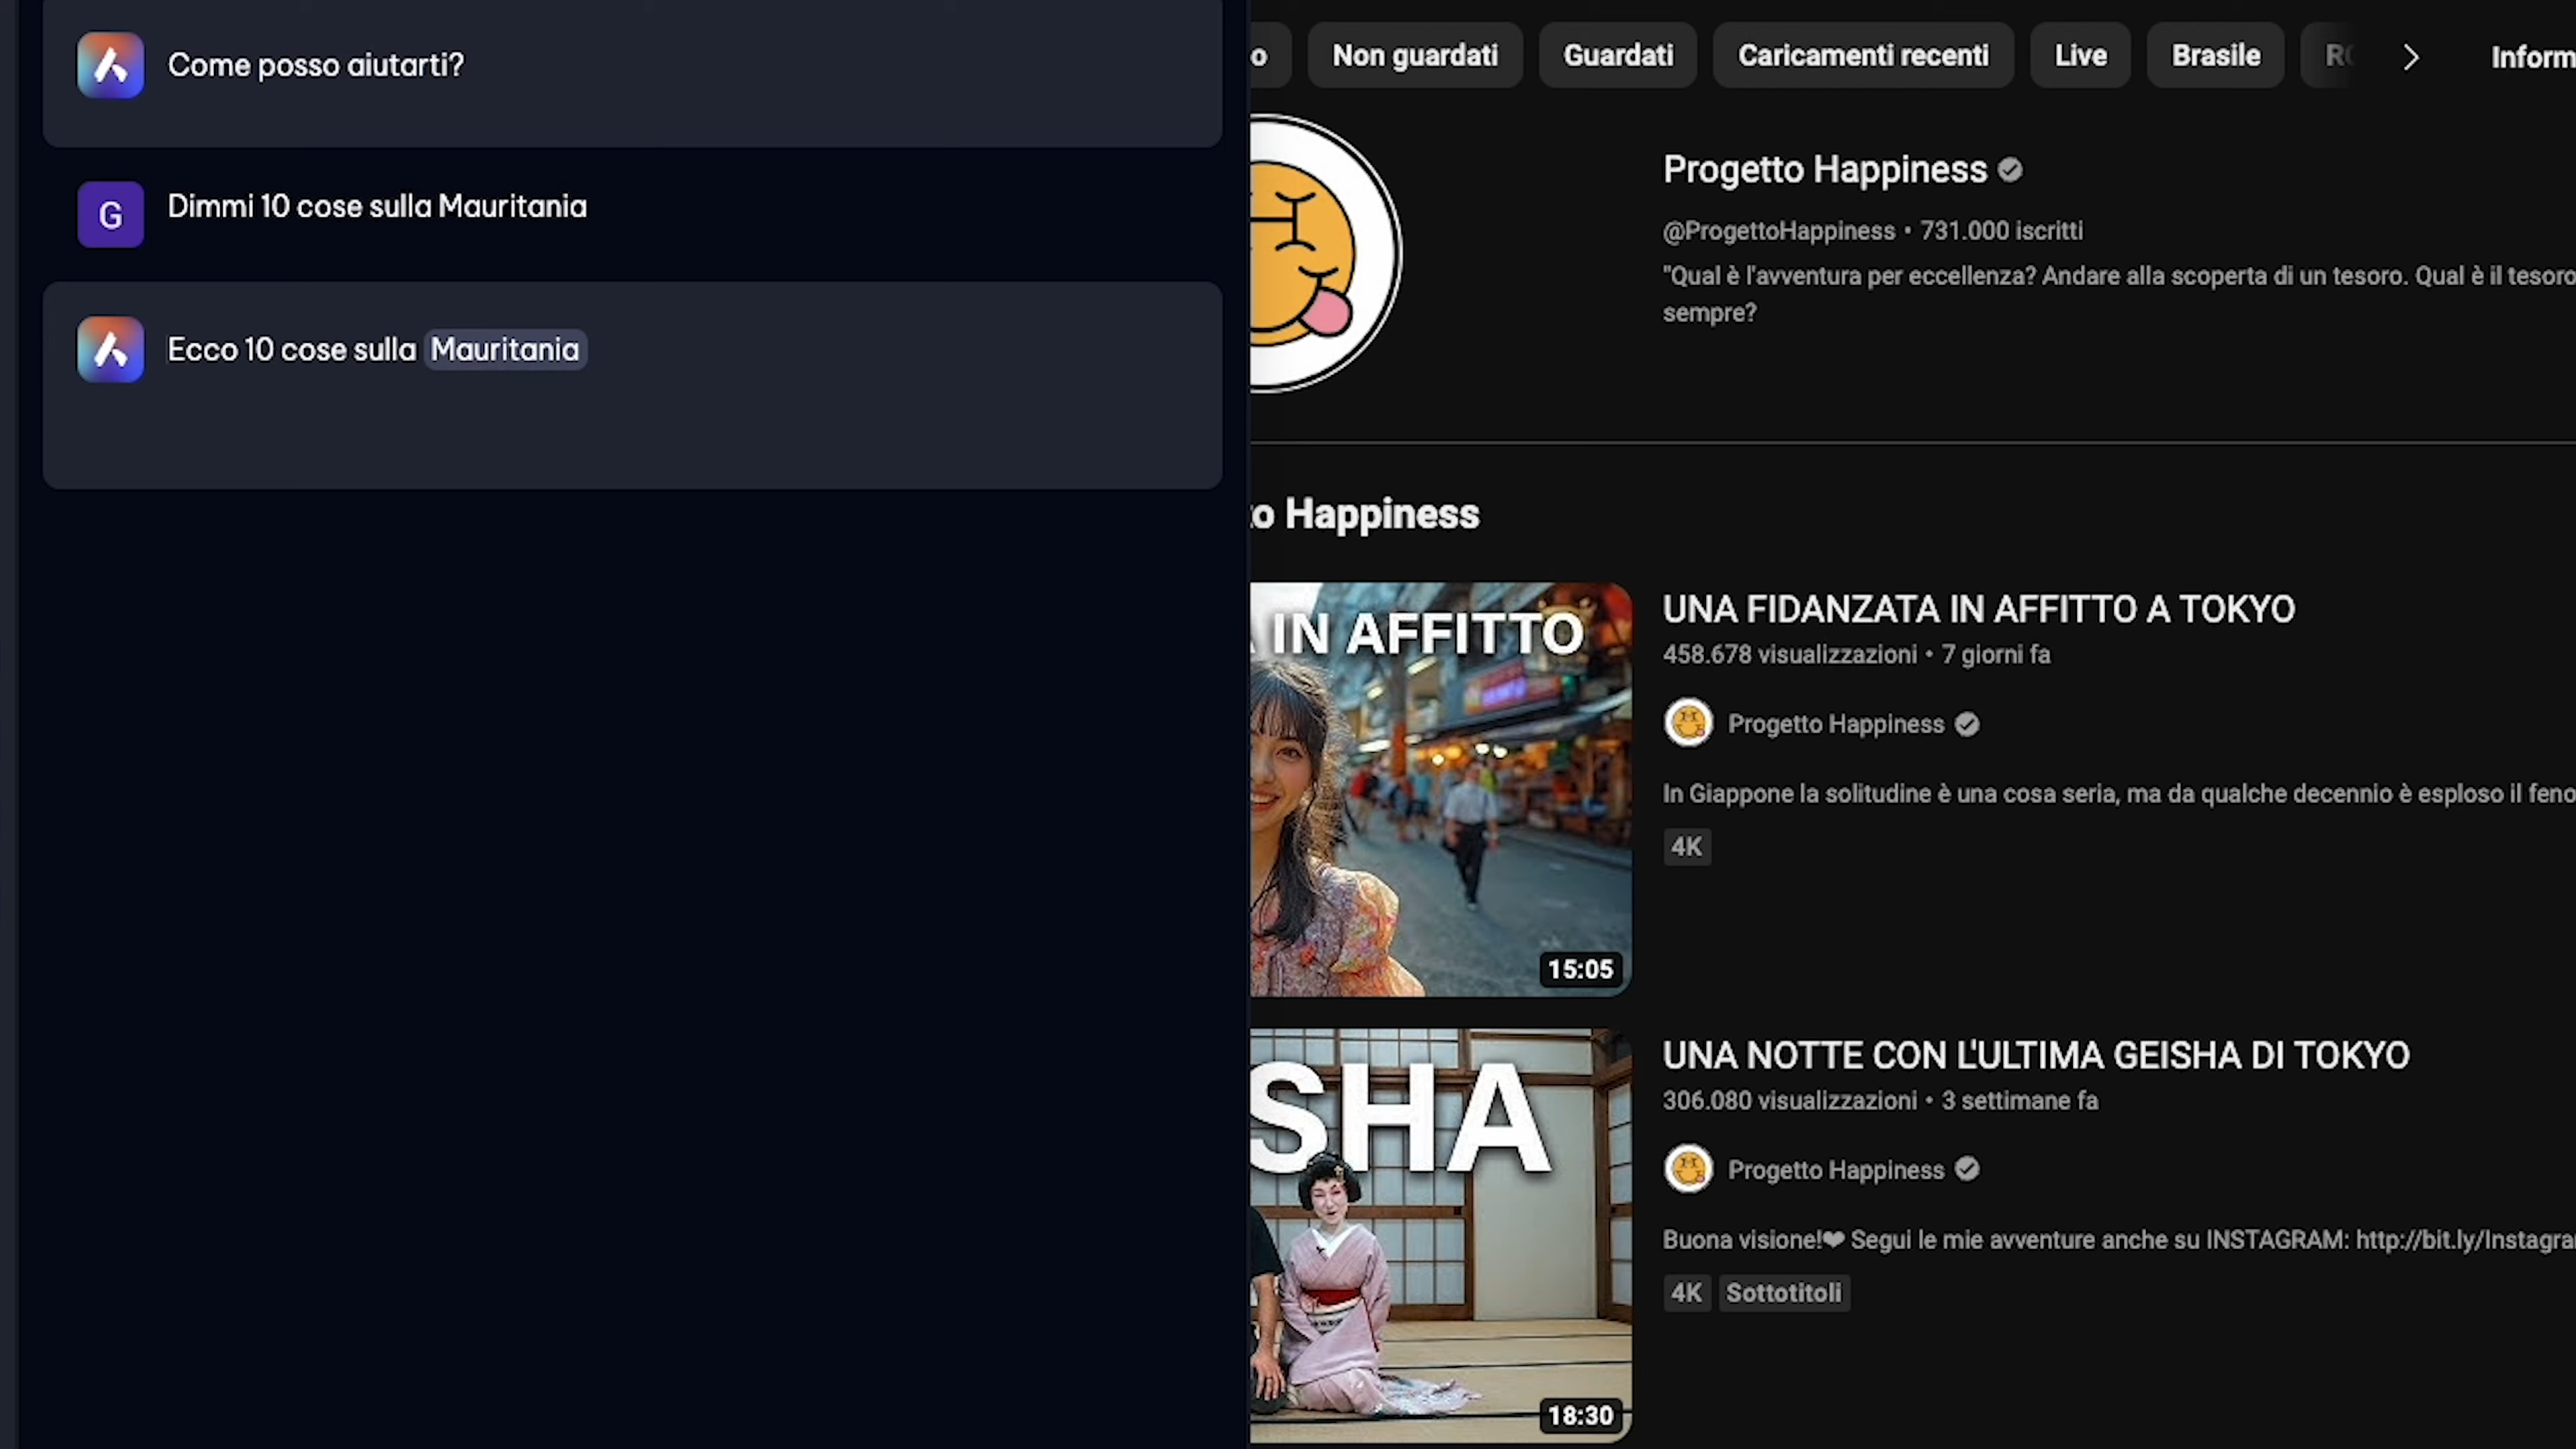 Come posso aiutarti?
G
Dimmi 10 cose sulla Mauritania
Ecco 10 cose sulla Mauritania
o
Non guardati
Guardati
Caricamenti recenti
Live
Brasile
Inform
Progetto Happiness
@ProgettoHappiness • 731.000 iscritti
"Qual è l'avventura per eccellenza? Andare alla scoperta di un tesoro. Qual è il tesoro
sempre?
to Happiness
IN AFFITTO
15:05
UNA FIDANZATA IN AFFITTO A TOKYO
458.678 visualizzazioni • 7 giorni fa
Progetto Happiness
In Giappone la solitudine è una cosa seria, ma da qualche decennio è esploso il feno
4K
SHA
18:30
UNA NOTTE CON L'ULTIMA GEISHA DI TOKYO
306.080 visualizzazioni • 3 settimane fa
Progetto Happiness
Buona visione!❤ Segui le mie avventure anche su INSTAGRAM: http://bit.ly/Instagra
4K
Sottotitoli